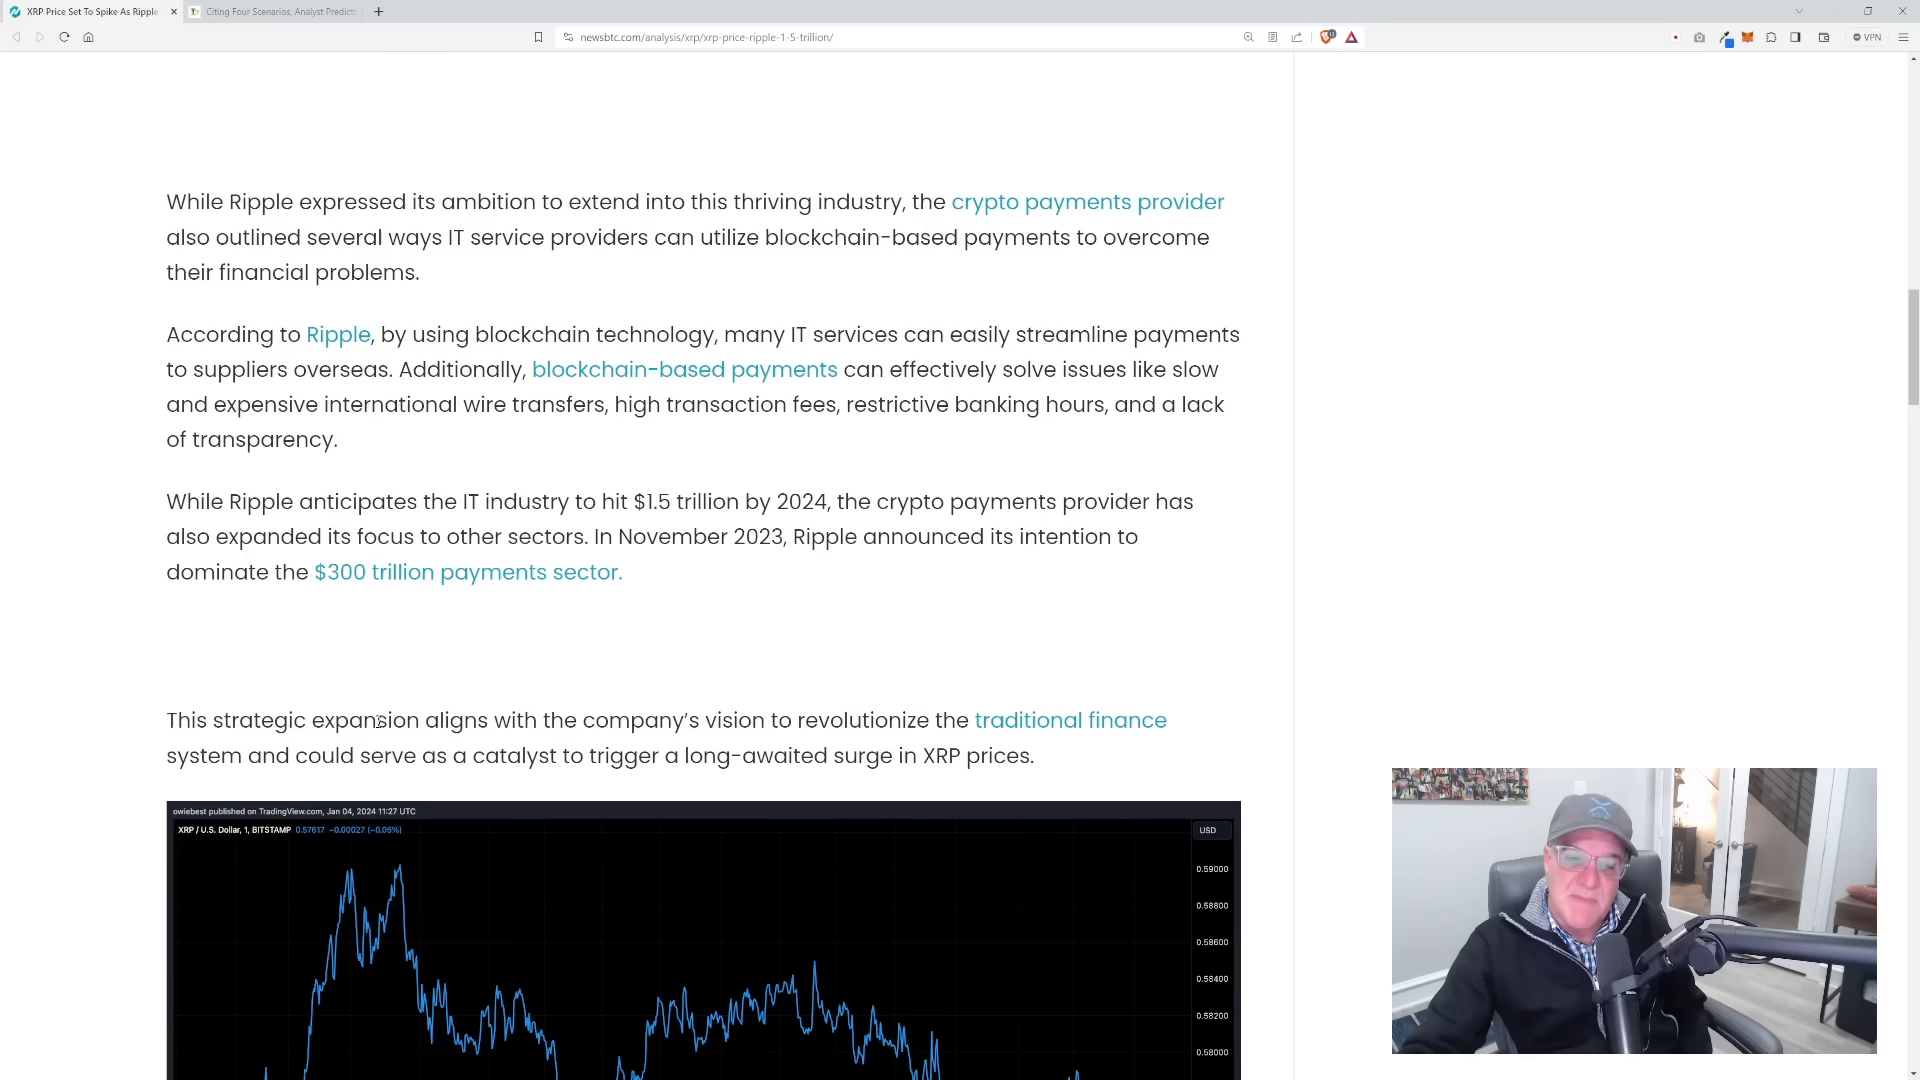 XRP Price Set To Spike As Ripple
Citing Four Scenarios, Analyst Predicts
newsbtc.com/analysis/xrp/xrp-price-ripple-1-5-trillion/
VPN
While Ripple expressed its ambition to extend into this thriving industry, the crypto payments provider
also outlined several ways IT service providers can utilize blockchain-based payments to overcome
their financial problems.
According to Ripple, by using blockchain technology, many IT services can easily streamline payments
to suppliers overseas. Additionally, blockchain-based payments can effectively solve issues like slow
and expensive international wire transfers, high transaction fees, restrictive banking hours, and a lack
of transparency.
While Ripple anticipates the IT industry to hit $1.5 trillion by 2024, the crypto payments provider has
also expanded its focus to other sectors. In November 2023, Ripple announced its intention to
dominate the $300 trillion payments sector.
This strategic expansion aligns with the company's vision to revolutionize the traditional finance
system and could serve as a catalyst to trigger a long-awaited surge in XRP prices.
owiebest published on TradingView.com, Jan 04, 2024 11:27 UTC
XRP / U.S. Dollar, 1, BITSTAMP 0.57617 −0.00027 (−0.05%)
USD
0.59000
0.58800
0.58600
0.58400
0.58200
0.58000